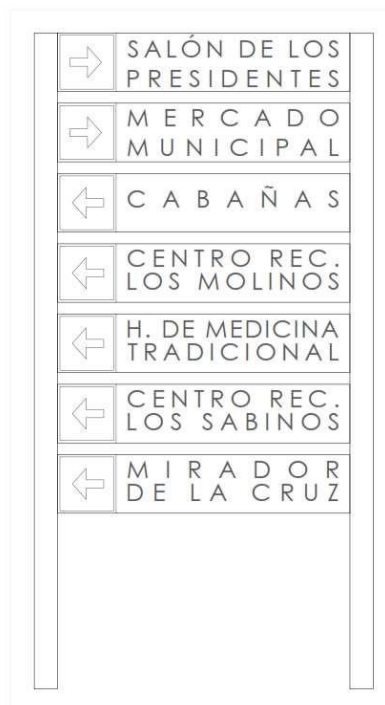 SALÓN DE LOS
PRESIDENTES
MERCADO
MUNICIPAL
CABAÑAS
CENTRO REC.
LOS MOLINOS
H. DE MEDICINA
TRADICIONAL
CENTRO REC.
LOS SABINOS
MIRADOR
DE LA CRUZ